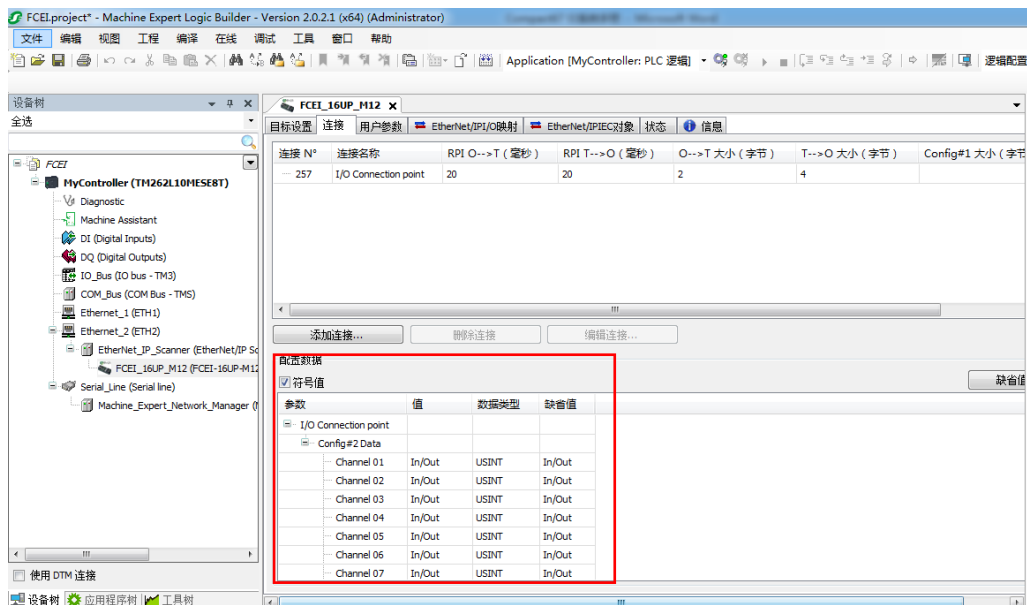 FCEI.project* - Machine Expert Logic Builder - Version 2.0.2.1 (x64) (Administrator)
文件 编辑 视图 工程 编译 在线 调试 工具 窗口 帮助
Application [MyController: PLC 逻辑] 逻辑配置
设备树
全选
FCEI
MyController (TM262L10MESE8T)
Diagnostic
Machine Assistant
DI (Digital Inputs)
DQ (Digital Outputs)
IO_Bus (IO bus - TM3)
COM_Bus (COM Bus - TMS)
Ethernet_1 (ETH1)
Ethernet_2 (ETH2)
EtherNet_IP_Scanner (EtherNet/IP Sc
FCEI_16UP_M12 (FCEI-16UP-M12
Serial_Line (Serial line)
Machine_Expert_Network_Manager (
使用 DTM 连接
设备树 应用程序树 工具树
FCEI_16UP_M12
目标设置 连接 用户参数 EtherNet/IPI/O映射 EtherNet/IPIEC对象 状态 信息
连接 N° 连接名称 RPI O-->T ( 毫秒 ) RPI T-->O ( 毫秒 ) O-->T 大小 ( 字节 ) T-->O 大小 ( 字节 ) Config#1 大小 ( 字节
257 I/O Connection point 20 20 2 4
添加连接... 删除连接 编辑连接...
配置数据
符号值 缺省值
参数 值 数据类型 缺省值
I/O Connection point
Config#2 Data
Channel 01 In/Out USINT In/Out
Channel 02 In/Out USINT In/Out
Channel 03 In/Out USINT In/Out
Channel 04 In/Out USINT In/Out
Channel 05 In/Out USINT In/Out
Channel 06 In/Out USINT In/Out
Channel 07 In/Out USINT In/Out